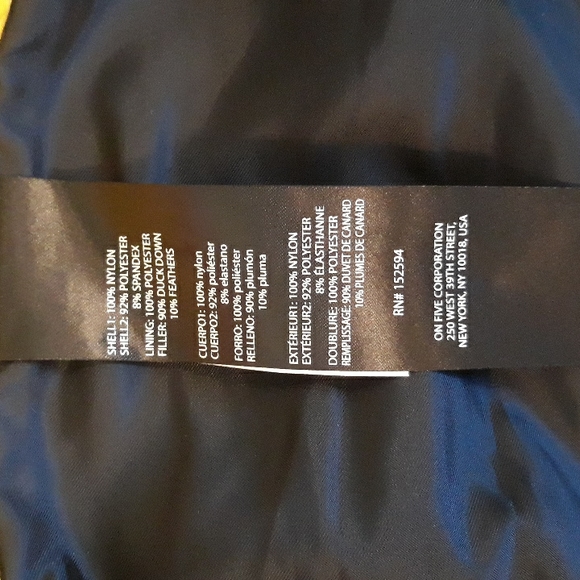 SHELL1: 100% NYLON
SHELL2: 92% POLYESTER
8% SPANDEX
LINING: 100% POLYESTER
FILLER: 90% DUCK DOWN
10% FEATHERS
CUERPO1: 100% nylon
CUERPO2: 92% poliéster
8% elastano
FORRO: 100% poliéster
RELLENO: 90% plumón
10% pluma
EXTÉRIEUR1: 100% NYLON
EXTÉRIEUR2: 92% POLYESTER
8% ÉLASTHANNE
DOUBLURE: 100% POLYESTER
REMPLISSAGE: 90% DUVET DE CANARD
10% PLUMES DE CANARD
RN# 152594
ON FIVE CORPORATION
250 WEST 39TH STREET,
NEW YORK, NY 10018, USA